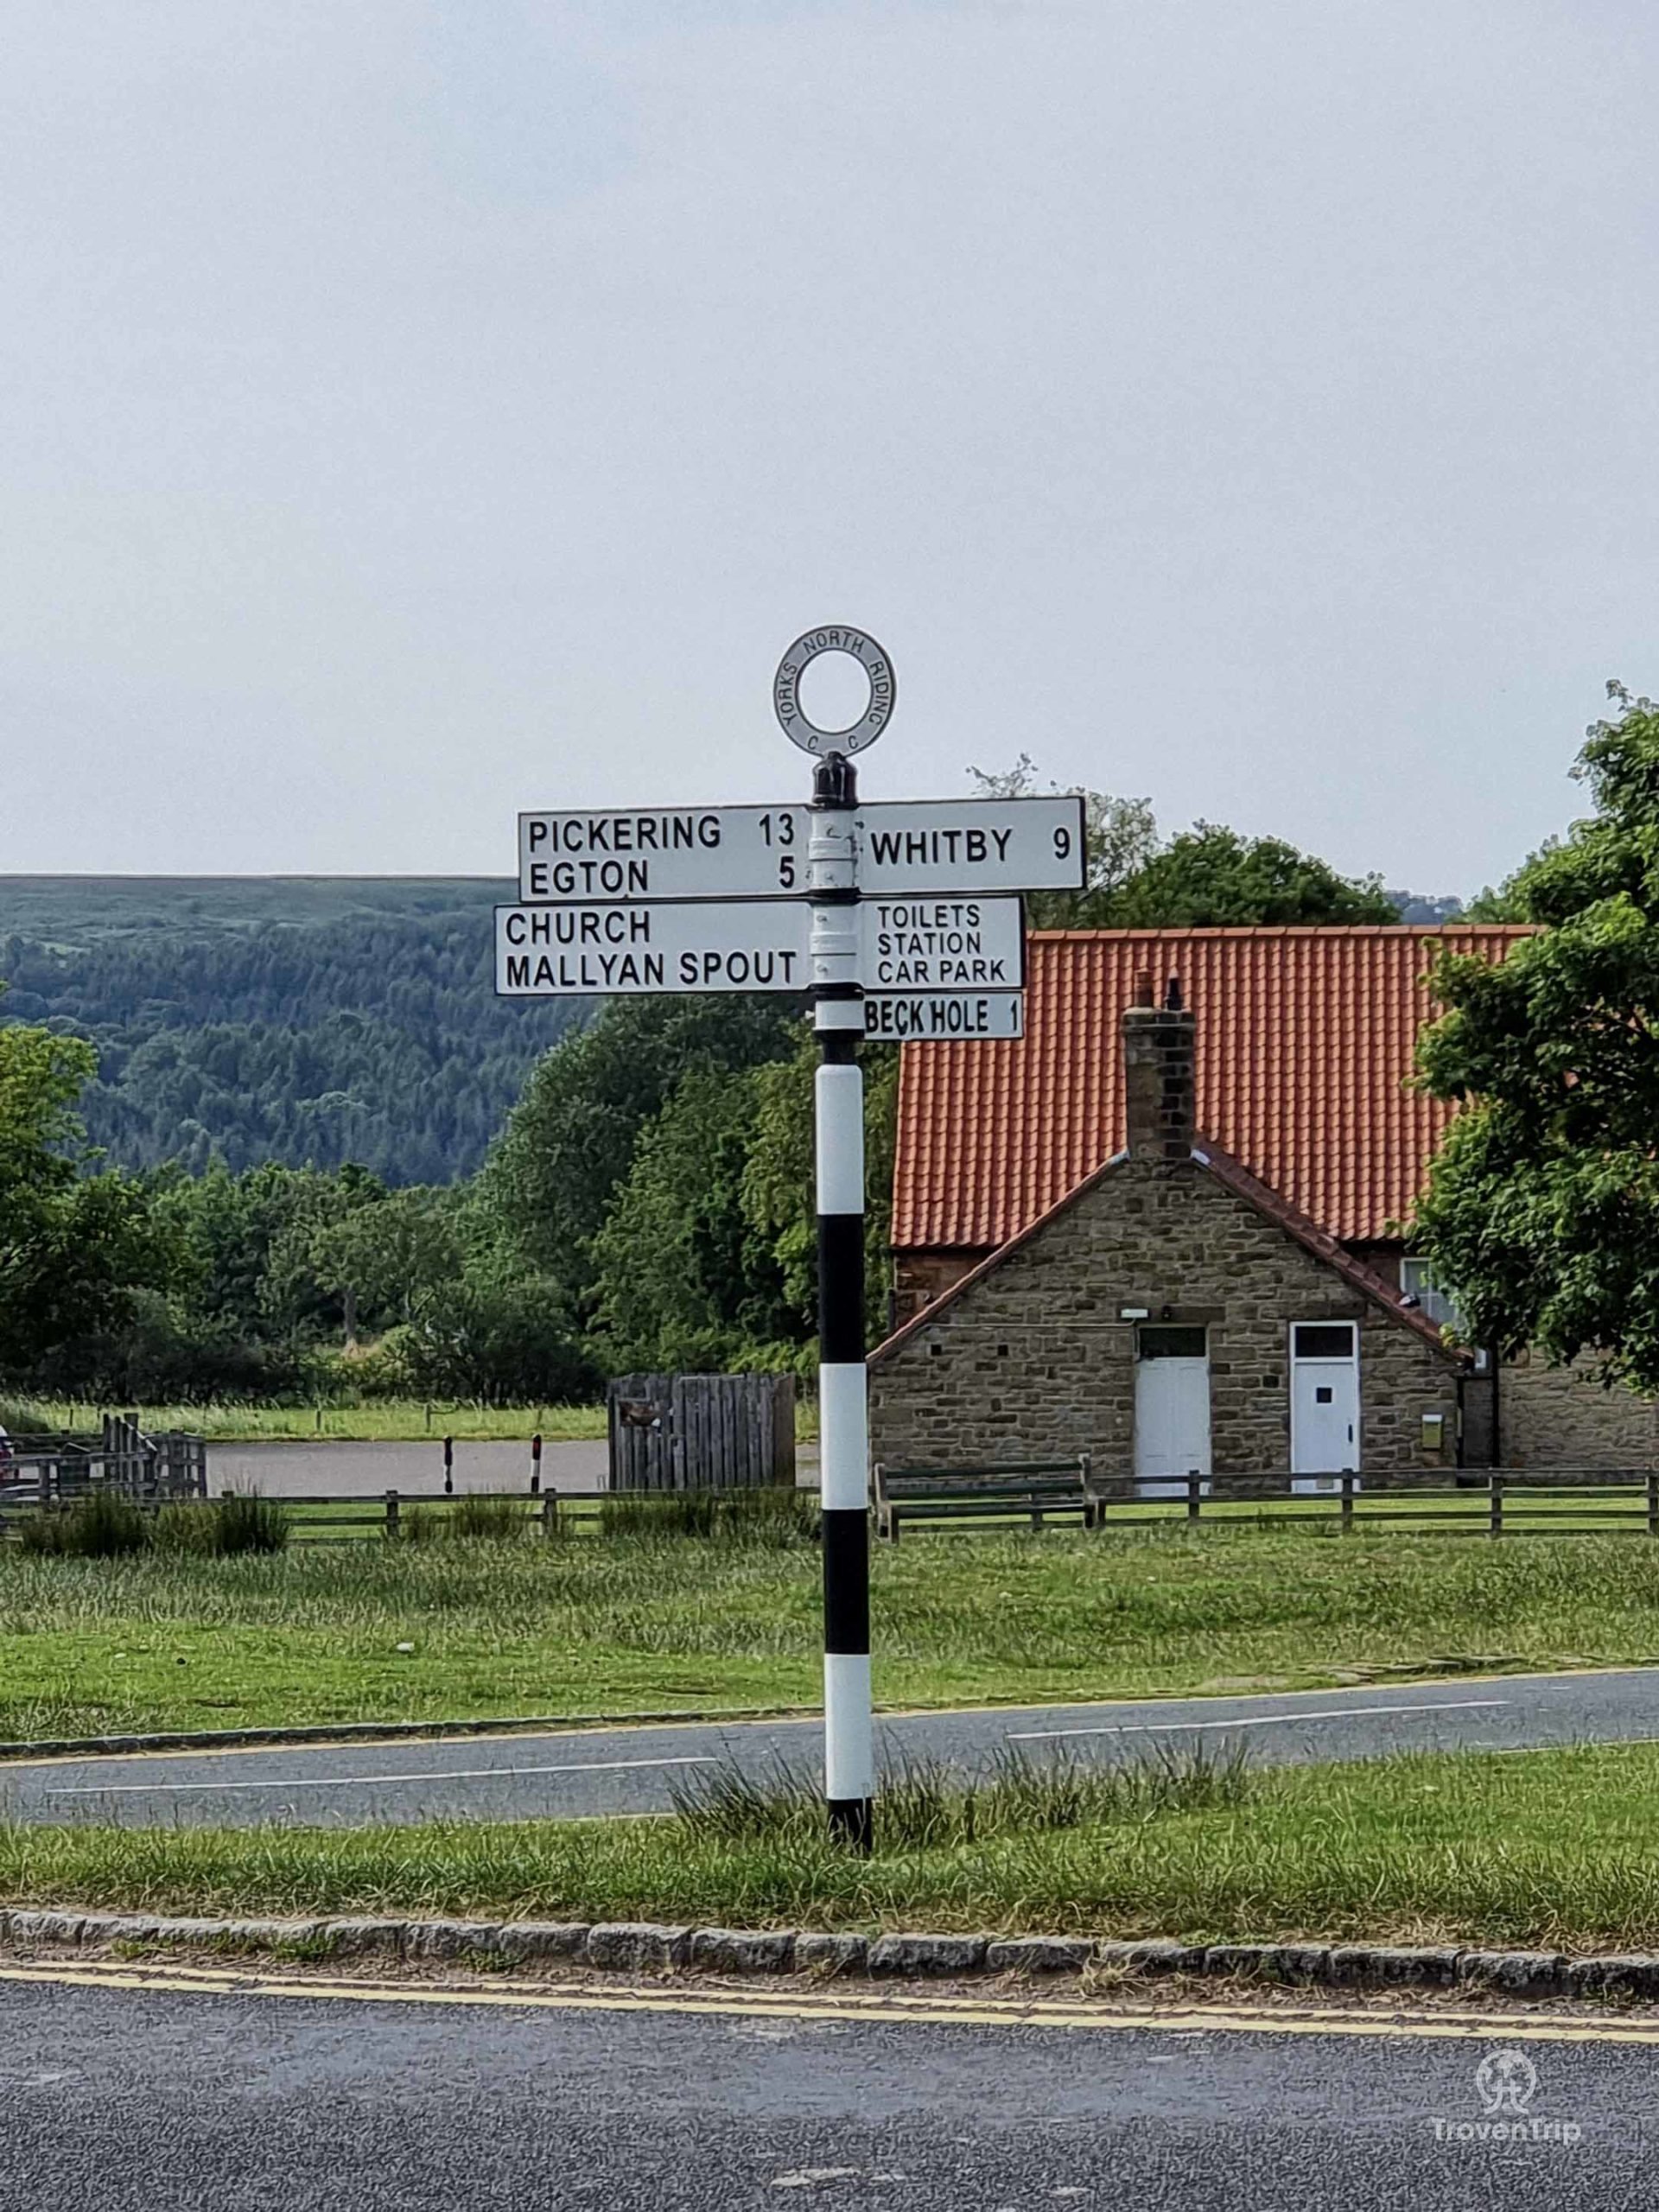 YORKS NORTH RIDING
C C
PICKERING 13
EGTON 5
WHITBY 9
CHURCH
MALLYAN SPOUT
TOILETS
STATION
CAR PARK
BECK HOLE 1
TrovenTrip